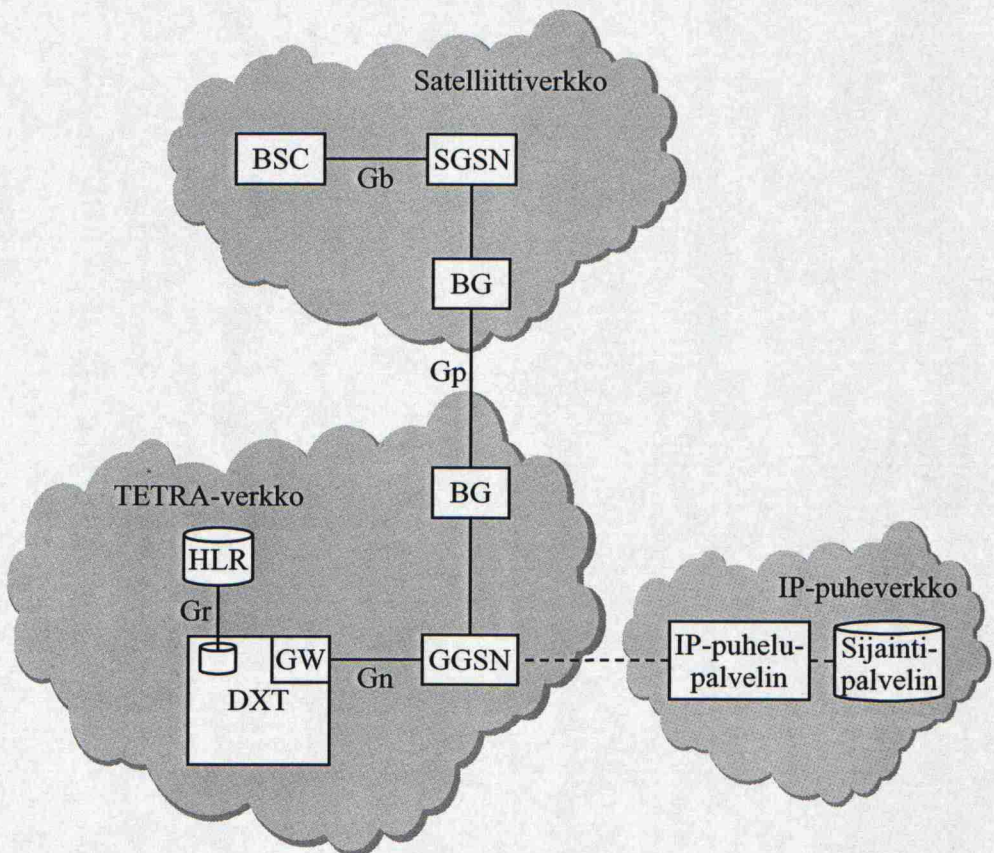 Satelliittiverkko
BSC
Gb
SGSN
BG
Gp
BG
TETRA-verkko
HLR
Gr
GW
DXT
Gn
GGSN
IP-puheverkko
IP-puhelu-
palvelin
Sijainti-
palvelin